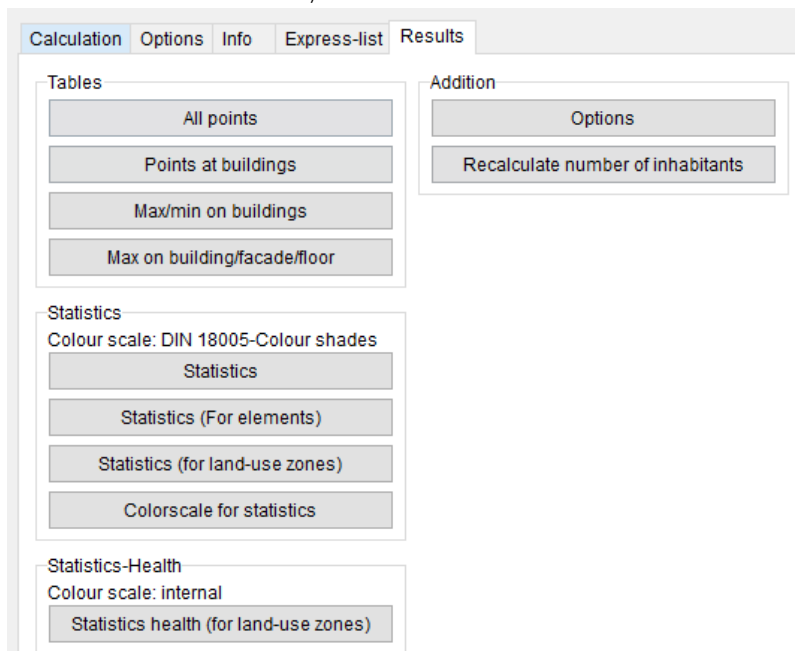 Calculation Options Info Express-list Results
Tables
All points
Points at buildings
Max/min on buildings
Max on building/facade/floor
Statistics
Colour scale: DIN 18005-Colour shades
Statistics
Statistics (For elements)
Statistics (for land-use zones)
Colorscale for statistics
Statistics-Health
Colour scale: internal
Statistics health (for land-use zones)
Addition
Options
Recalculate number of inhabitants